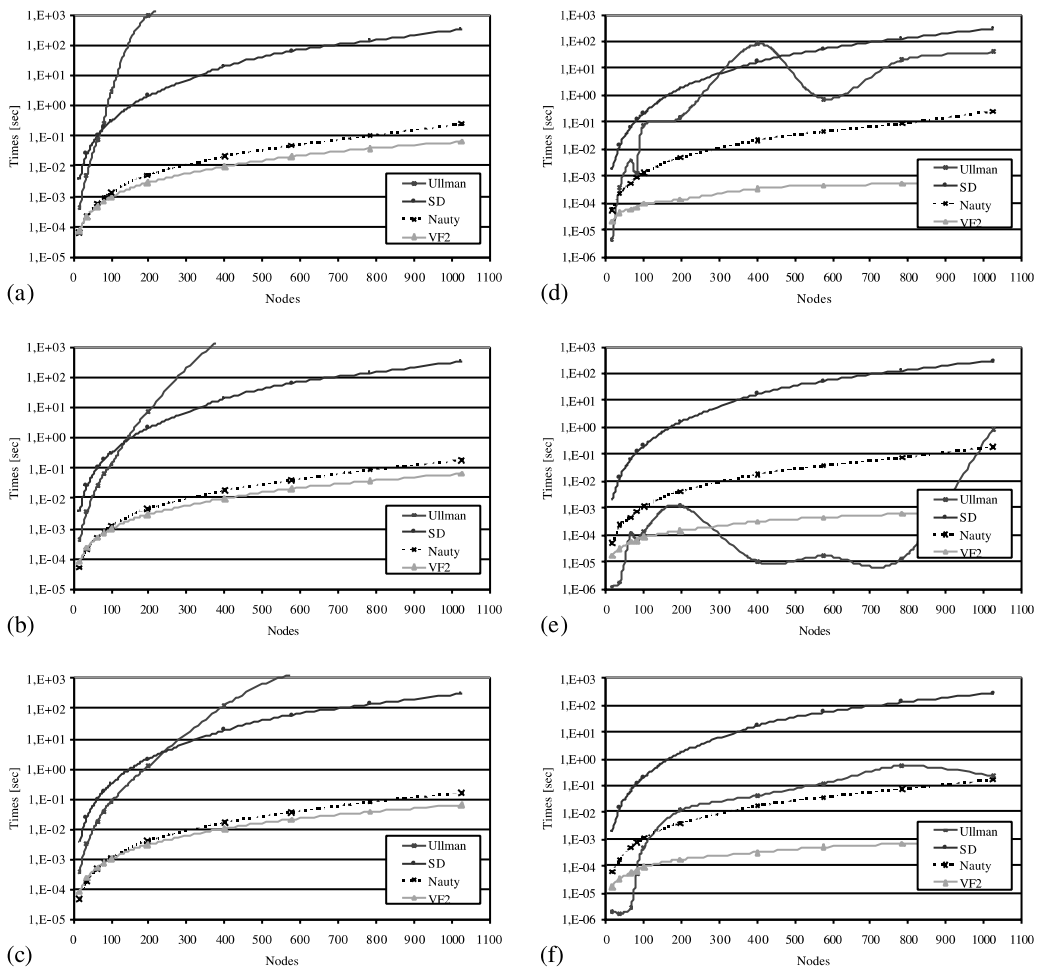 1,E+03
1,E+02
1,E+01
1,E+00
1,E-01
1,E-02
1,E-03
1,E-04
1,E-05
Times [sec]
Ullman
SD
Nauty
VF2
0 100 200 300 400 500 600 700 800 900 1000 1100
Nodes
(a)
1,E+03
1,E+02
1,E+01
1,E+00
1,E-01
1,E-02
1,E-03
1,E-04
1,E-05
1,E-06
Times [sec]
Ullman
SD
Nauty
VF2
0 100 200 300 400 500 600 700 800 900 1000 1100
Nodes
(d)
1,E+03
1,E+02
1,E+01
1,E+00
1,E-01
1,E-02
1,E-03
1,E-04
1,E-05
Times [sec]
Ullman
SD
Nauty
VF2
0 100 200 300 400 500 600 700 800 900 1000 1100
Nodes
(b)
1,E+03
1,E+02
1,E+01
1,E+00
1,E-01
1,E-02
1,E-03
1,E-04
1,E-05
1,E-06
Times [sec]
Ullman
SD
Nauty
VF2
0 100 200 300 400 500 600 700 800 900 1000 1100
Nodes
(e)
1,E+03
1,E+02
1,E+01
1,E+00
1,E-01
1,E-02
1,E-03
1,E-04
1,E-05
Times [sec]
Ullman
SD
Nauty
VF2
0 100 200 300 400 500 600 700 800 900 1000 1100
Nodes
(c)
1,E+03
1,E+02
1,E+01
1,E+00
1,E-01
1,E-02
1,E-03
1,E-04
1,E-05
1,E-06
Times [sec]
Ullman
SD
Nauty
VF2
0 100 200 300 400 500 600 700 800 900 1000 1100
Nodes
(f)